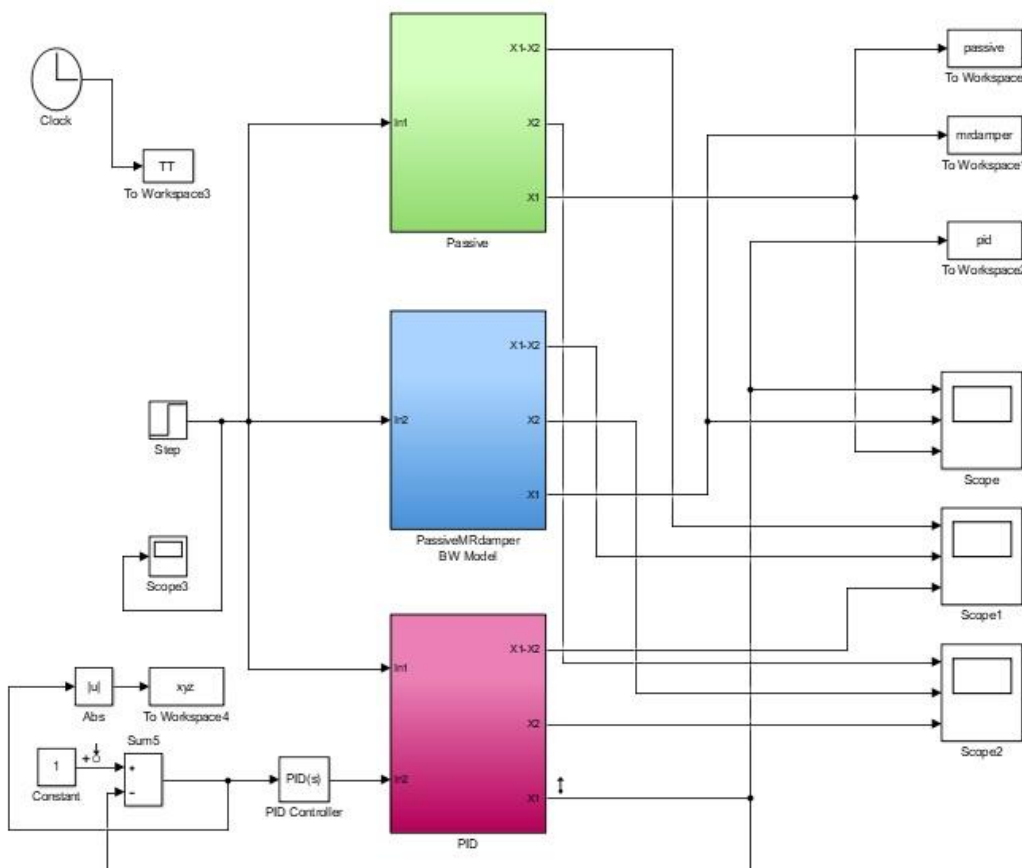 X1-X2
passive
To Workspace
Clock
In1
X2
mrdamper
To Workspace1
TT
To Workspace3
X1
Passive
pid
To Workspace2
X1-X2
Step
In2
X2
X1
Scope
PassiveMRdamper
BW Model
Scope3
Scope1
X1-X2
In1
|u|
xyz
Abs
To Workspace4
X2
Scope2
Sum5
+
1
+
-
Constant
PID(s)
PID Controller
In2
X1
PID